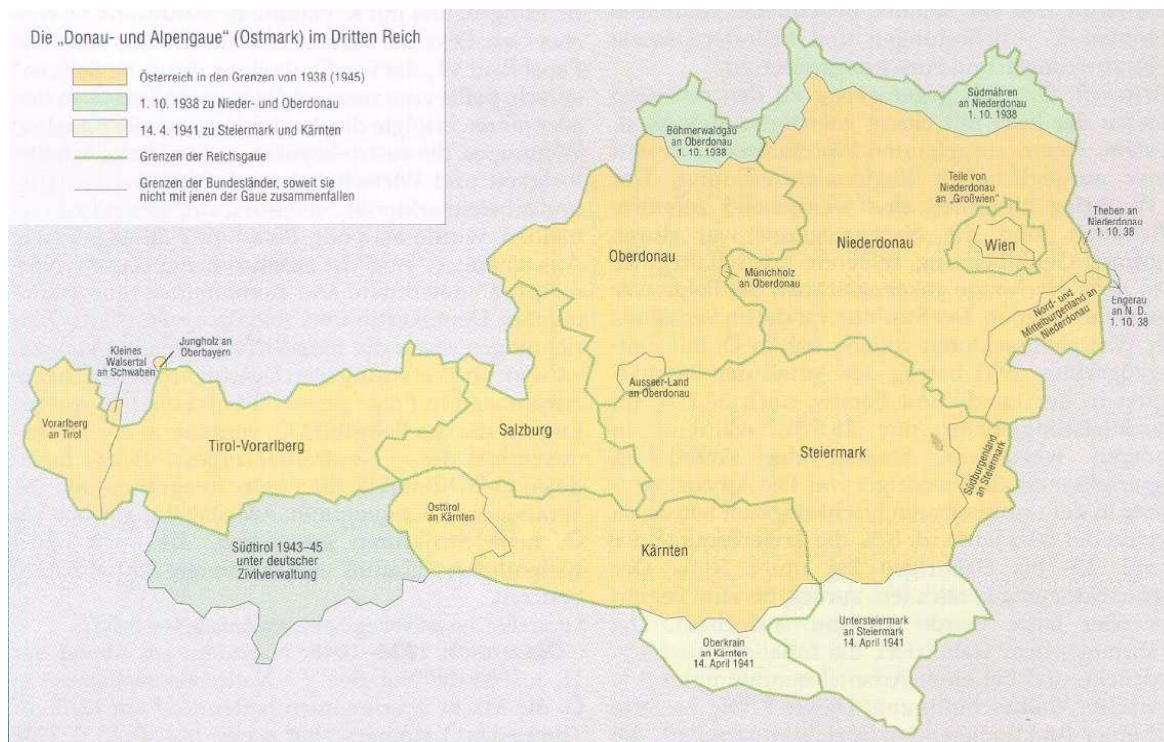 Die „Donau- und Alpengaue“ (Ostmark) im Dritten Reich
Österreich in den Grenzen von 1938 (1945)
1. 10. 1938 zu Nieder- und Oberdonau
14. 4. 1941 zu Steiermark und Kärnten
Grenzen der Reichsgaue
Grenzen der Bundesländer, soweit sie
nicht mit jenen der Gaue zusammenfallen
Südmähren
an Niederdonau
1. 10. 1938
Böhmerwaldgau
an Oberdonau
1. 10. 1938
Teile von
Niederdonau
an „Großwien“
Theben an
Niederdonau
1. 10. 38
Wien
Niederdonau
Oberdonau
Münichholz
an Oberdonau
Engerau
an N. D.
1. 10. 38
Nord- und
Mittelburgenland an
Niederdonau
Jungholz an
Oberbayern
Kleines
Walsertal
an Schwaben
Ausseer-Land
an Oberdonau
Vorarlberg
an Tirol
Tirol-Vorarlberg
Salzburg
Steiermark
Südburgenland
an Steiermark
Osttirol
an Kärnten
Kärnten
Südtirol 1943–45
unter deutscher
Zivilverwaltung
Oberkrain
an Kärnten
14. April 1941
Untersteiermark
an Steiermark
14. April 1941